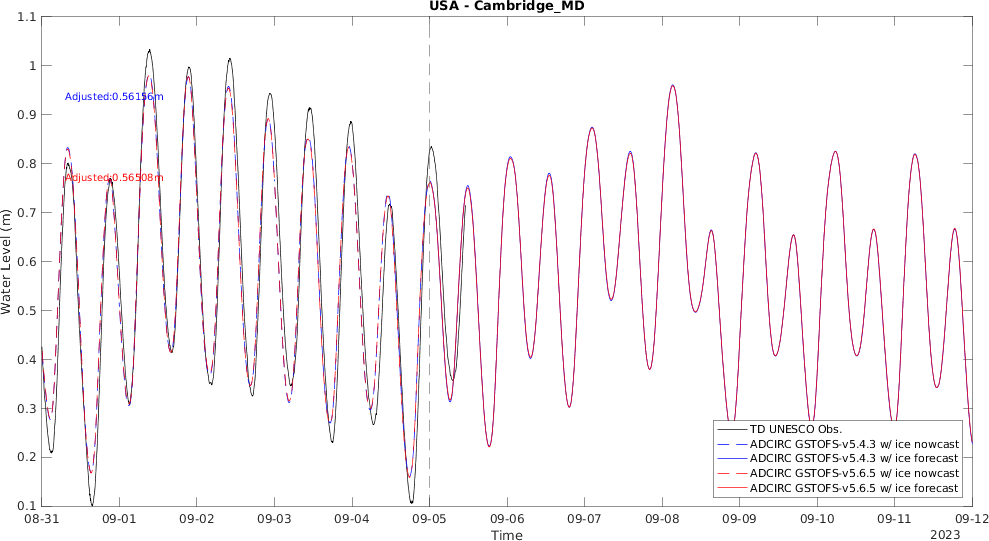 USA - Cambridge_MD
1.1
1
0.9
0.8
0.7
0.6
0.5
0.4
0.3
0.2
0.1
Water Level (m)
Adjusted:0.56156m
Adjusted:0.56508m
TD UNESCO Obs.
ADCIRC GSTOFS-v5.4.3 w/ ice nowcast
ADCIRC GSTOFS-v5.4.3 w/ ice forecast
ADCIRC GSTOFS-v5.6.5 w/ ice nowcast
ADCIRC GSTOFS-v5.6.5 w/ ice forecast
08-31 09-01 09-02 09-03 09-04 09-05 09-06 09-07 09-08 09-09 09-10 09-11 09-12
Time
2023